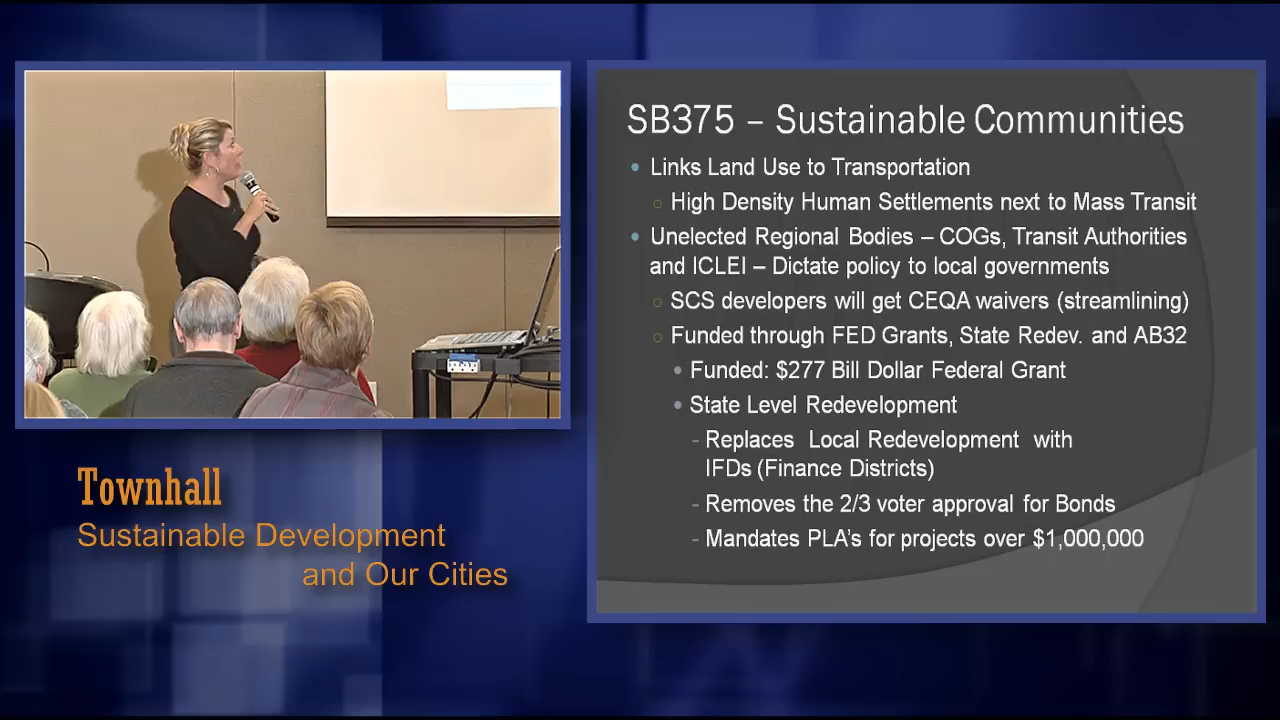 SB375 – Sustainable Communities
• Links Land Use to Transportation
○ High Density Human Settlements next to Mass Transit
• Unelected Regional Bodies – COGs, Transit Authorities
and ICLEI – Dictate policy to local governments
○ SCS developers will get CEQA waivers (streamlining)
○ Funded through FED Grants, State Redev. and AB32
• Funded: $277 Bill Dollar Federal Grant
• State Level Redevelopment
- Replaces Local Redevelopment with
IFDs (Finance Districts)
- Removes the 2/3 voter approval for Bonds
- Mandates PLA's for projects over $1,000,000
Townhall
Sustainable Development
and Our Cities